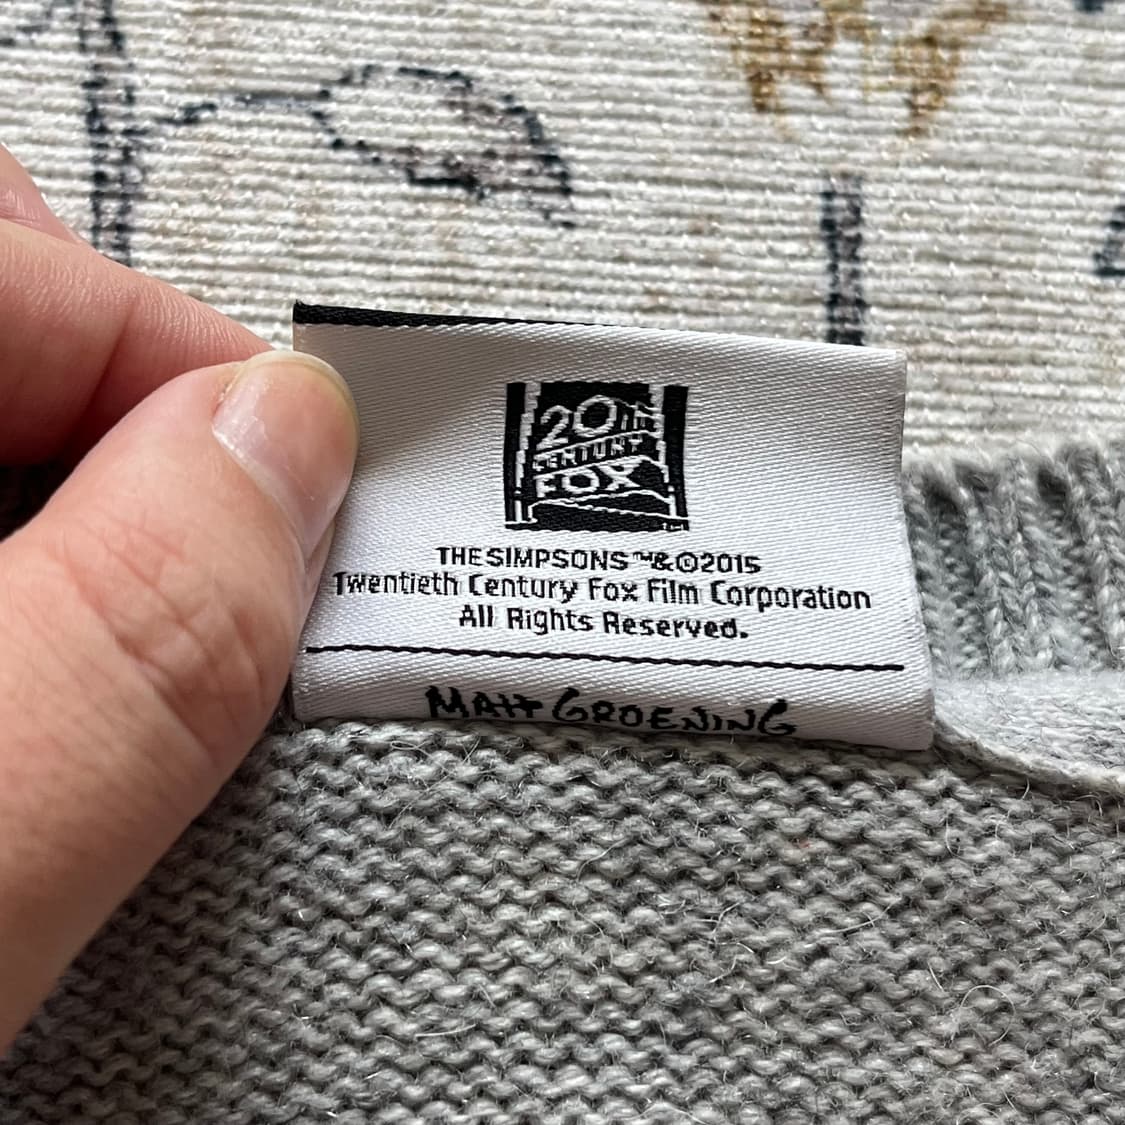 20TH
CENTURY
FOX
THE SIMPSONS™&©2015
Twentieth Century Fox Film Corporation
All Rights Reserved.
MATT GROENING